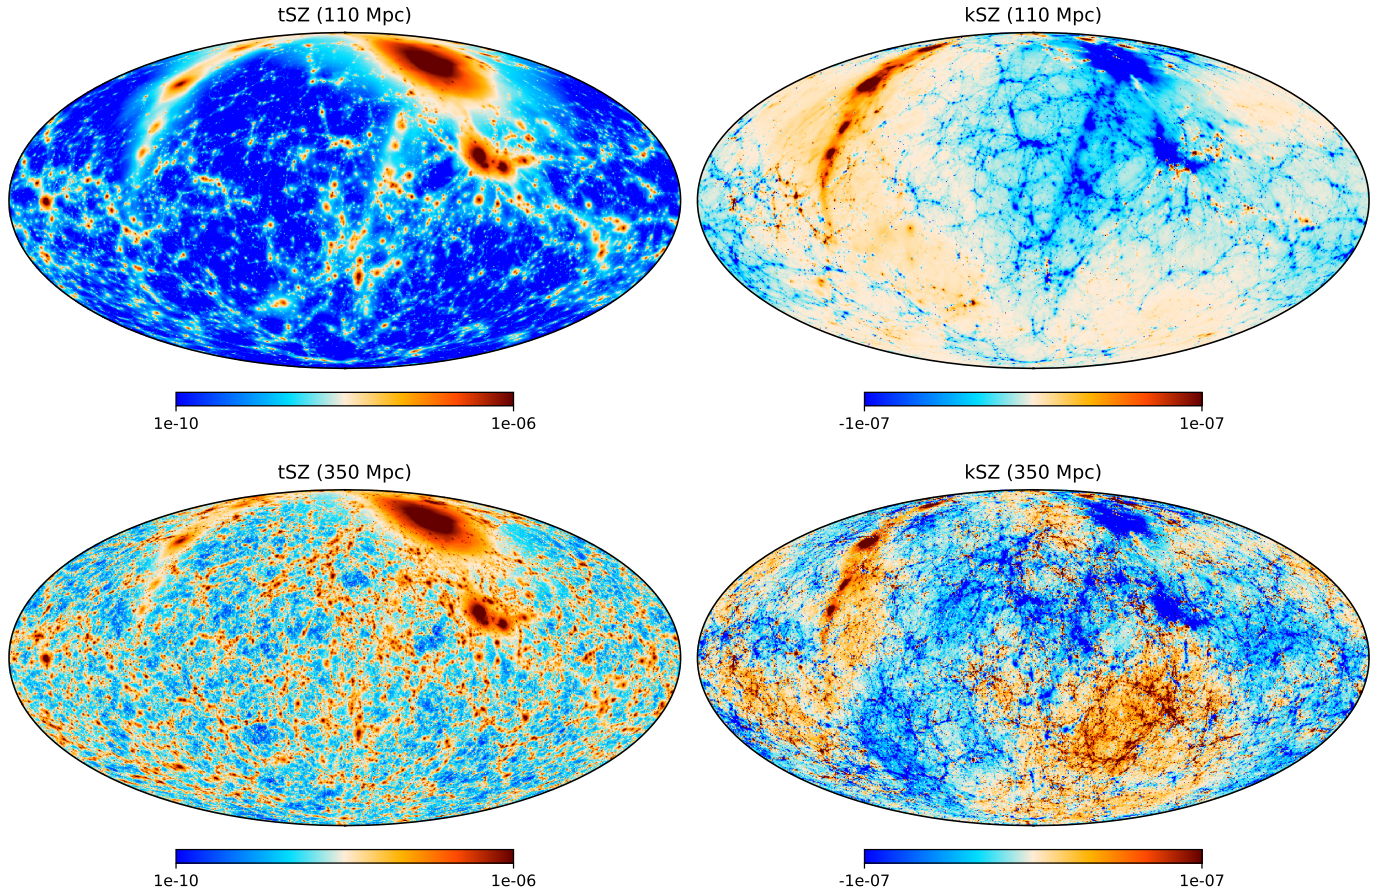 tSZ (110 Mpc)
kSZ (110 Mpc)
1e-10
1e-06
-1e-07
1e-07
tSZ (350 Mpc)
kSZ (350 Mpc)
1e-10
1e-06
-1e-07
1e-07